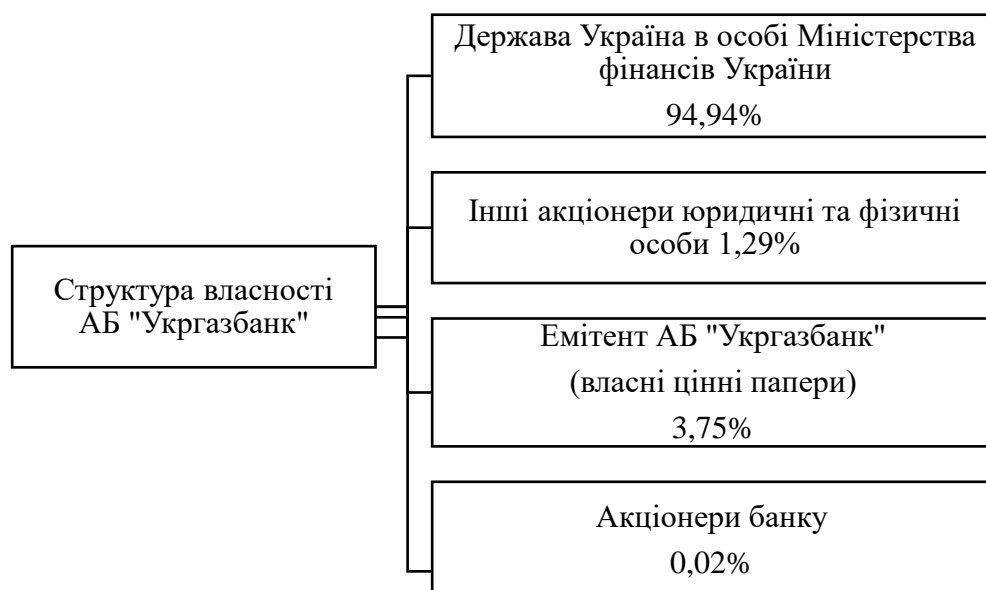 Держава Україна в особі Міністерства
фінансів України
94,94%
Інші акціонери юридичні та фізичні
особи 1,29%
Структура власності
АБ "Укргазбанк"
Емітент АБ "Укргазбанк"
(власні цінні папери)
3,75%
Акціонери банку
0,02%